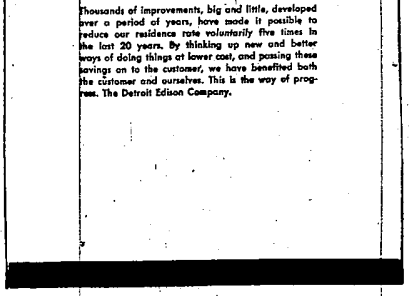 Thousands of improvements, big and little, developed
over a period of years, have made it possible to
reduce our residence rate voluntarily five times in
the last 20 years. By thinking up new and better
ways of doing things at lower cost, and passing these
savings on to the customer, we have benefited both
the customer and ourselves. This is the way of prog-
ress. The Detroit Edison Company.